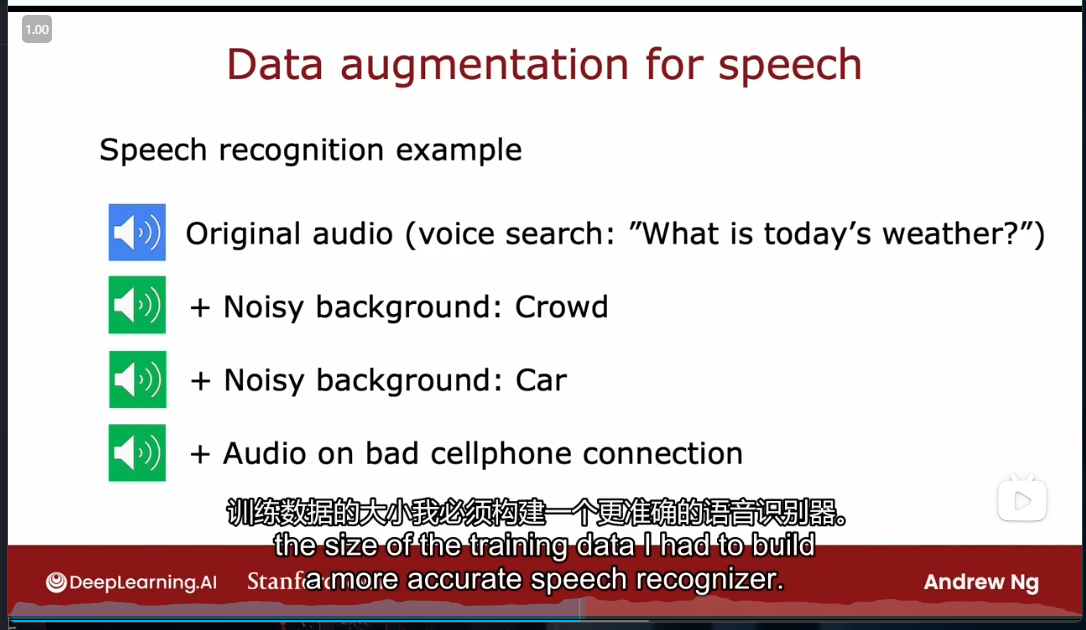 1.00
Data augmentation for speech
Speech recognition example
Original audio (voice search: ”What is today’s weather?”)
+ Noisy background: Crowd
+ Noisy background: Car
+ Audio on bad cellphone connection
训练数据的大小我必须构建一个更准确的语音识别器。
the size of the training data I had to build
a more accurate speech recognizer.
DeepLearning.AI
Stanf
Andrew Ng